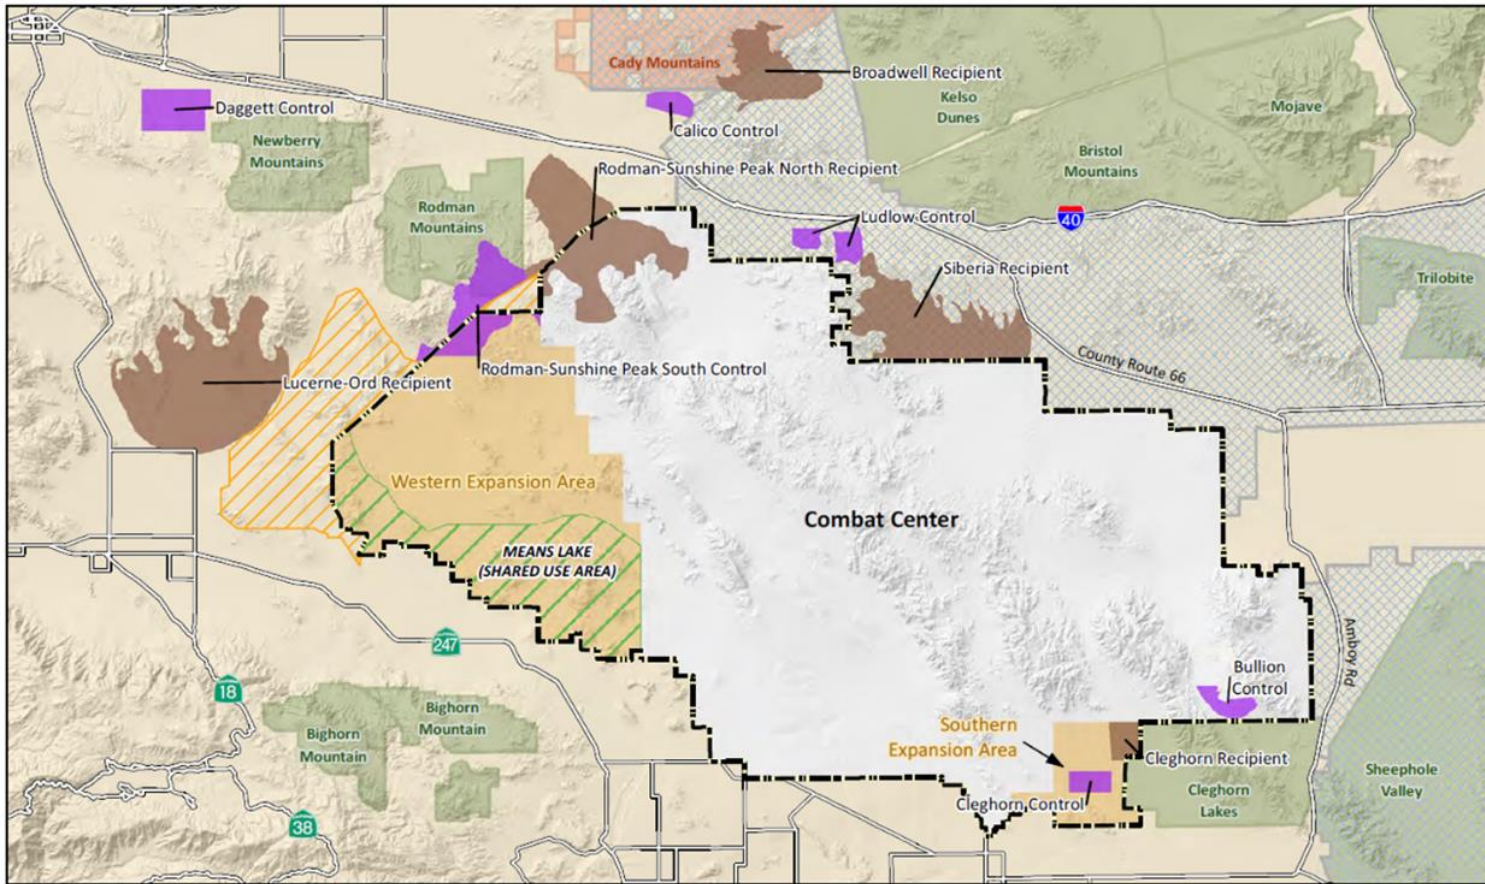 Cady Mountains
Broadwell Recipient
Daggett Control
Kelso
Dunes
Mojave
Calico Control
Newberry
Mountains
Rodman-Sunshine Peak North Recipient
Bristol
Mountains
Rodman
Mountains
Ludlow Control
40
Siberia Recipient
Trilobite
County Route 66
Lucerne-Ord Recipient
Rodman-Sunshine Peak South Control
Western Expansion Area
Combat Center
MEANS LAKE
(SHARED USE AREA)
247
Amboy Rd
18
Bullion
Control
Bighorn
Mountain
Bighorn
Mountain
Southern
Expansion Area
Cleghorn Recipient
Sheephole
Valley
Cleghorn Control
Cleghorn
Lakes
38